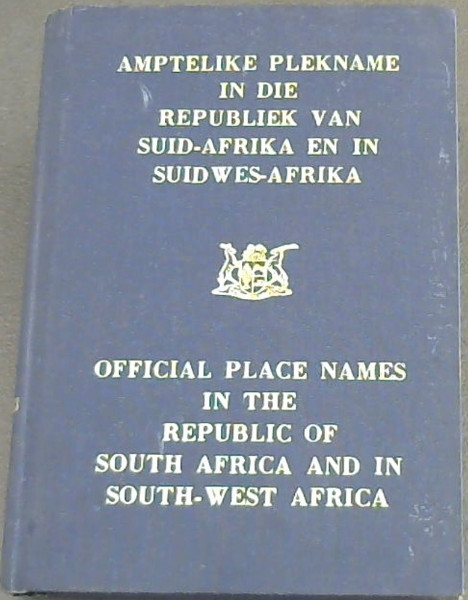 AMPTELIKE PLEKNAME
IN DIE
REPUBLIEK VAN
SUID-AFRIKA EN IN
SUIDWES-AFRIKA
OFFICIAL PLACE NAMES
IN THE
REPUBLIC OF
SOUTH AFRICA AND IN
SOUTH-WEST AFRICA